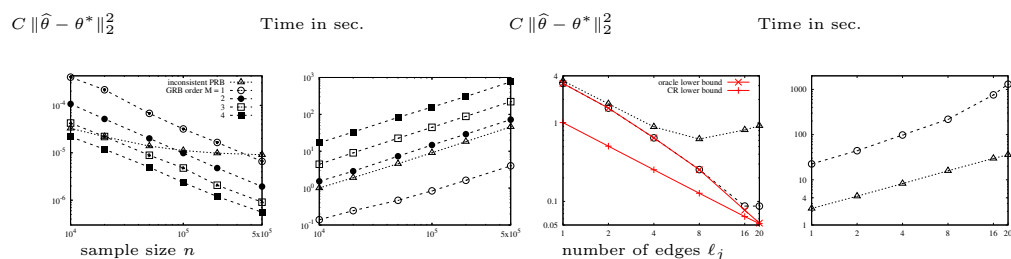 C ‖θ̂ − θ*‖₂² Time in sec. C ‖θ̂ − θ*‖₂² Time in sec.
inconsistent PRB
GRB order M = 1
2
3
4
10⁻⁴
10⁻⁵
10⁻⁶
10⁴ 10⁵ 5x10⁵
sample size n
10³
10²
10¹
10⁰
10⁻¹
10⁴ 10⁵ 5x10⁵
oracle lower bound
CR lower bound
4
1
0.1
0.05
1 2 4 8 16 20
number of edges ℓⱼ
1000
100
10
4
1
1 2 4 8 16 20